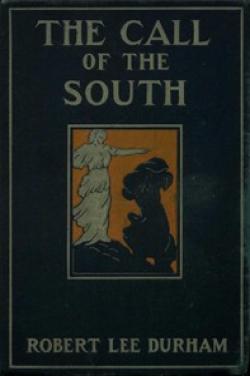 THE CALL
OF THE
SOUTH
ROBERT LEE DURHAM